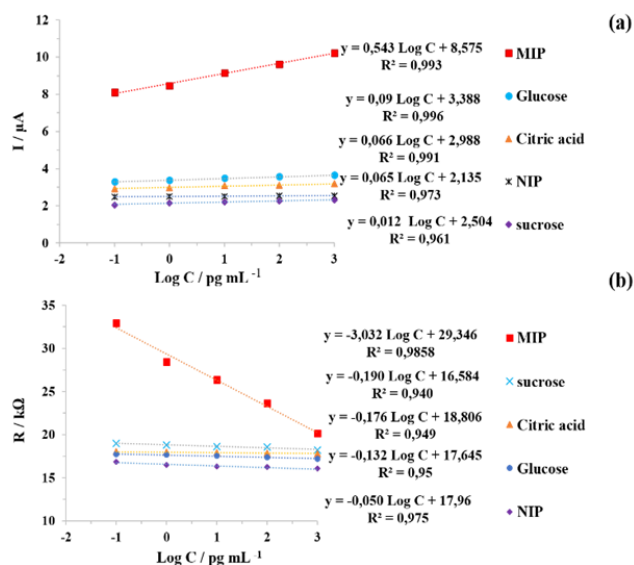 (a)
12
10
8
6
4
2
0
I / µA
-2 -1 0 1 2 3
Log C / pg mL⁻¹
y = 0,543 Log C + 8,575
R² = 0,993
y = 0,09 Log C + 3,388
R² = 0,996
y = 0,066 Log C + 2,988
R² = 0,991
y = 0,065 Log C + 2,135
R² = 0,973
y = 0,012 Log C + 2,504
R² = 0,961
MIP
Glucose
Citric acid
NIP
sucrose
(b)
35
30
25
20
15
10
R / kΩ
-2 -1 0 1 2 3
Log C / pg mL⁻¹
y = -3,032 Log C + 29,346
R² = 0,9858
y = -0,190 Log C + 16,584
R² = 0,940
y = -0,176 Log C + 18,806
R² = 0,949
y = -0,132 Log C + 17,645
R² = 0,95
y = -0,050 Log C + 17,96
R² = 0,975
MIP
sucrose
Citric acid
Glucose
NIP